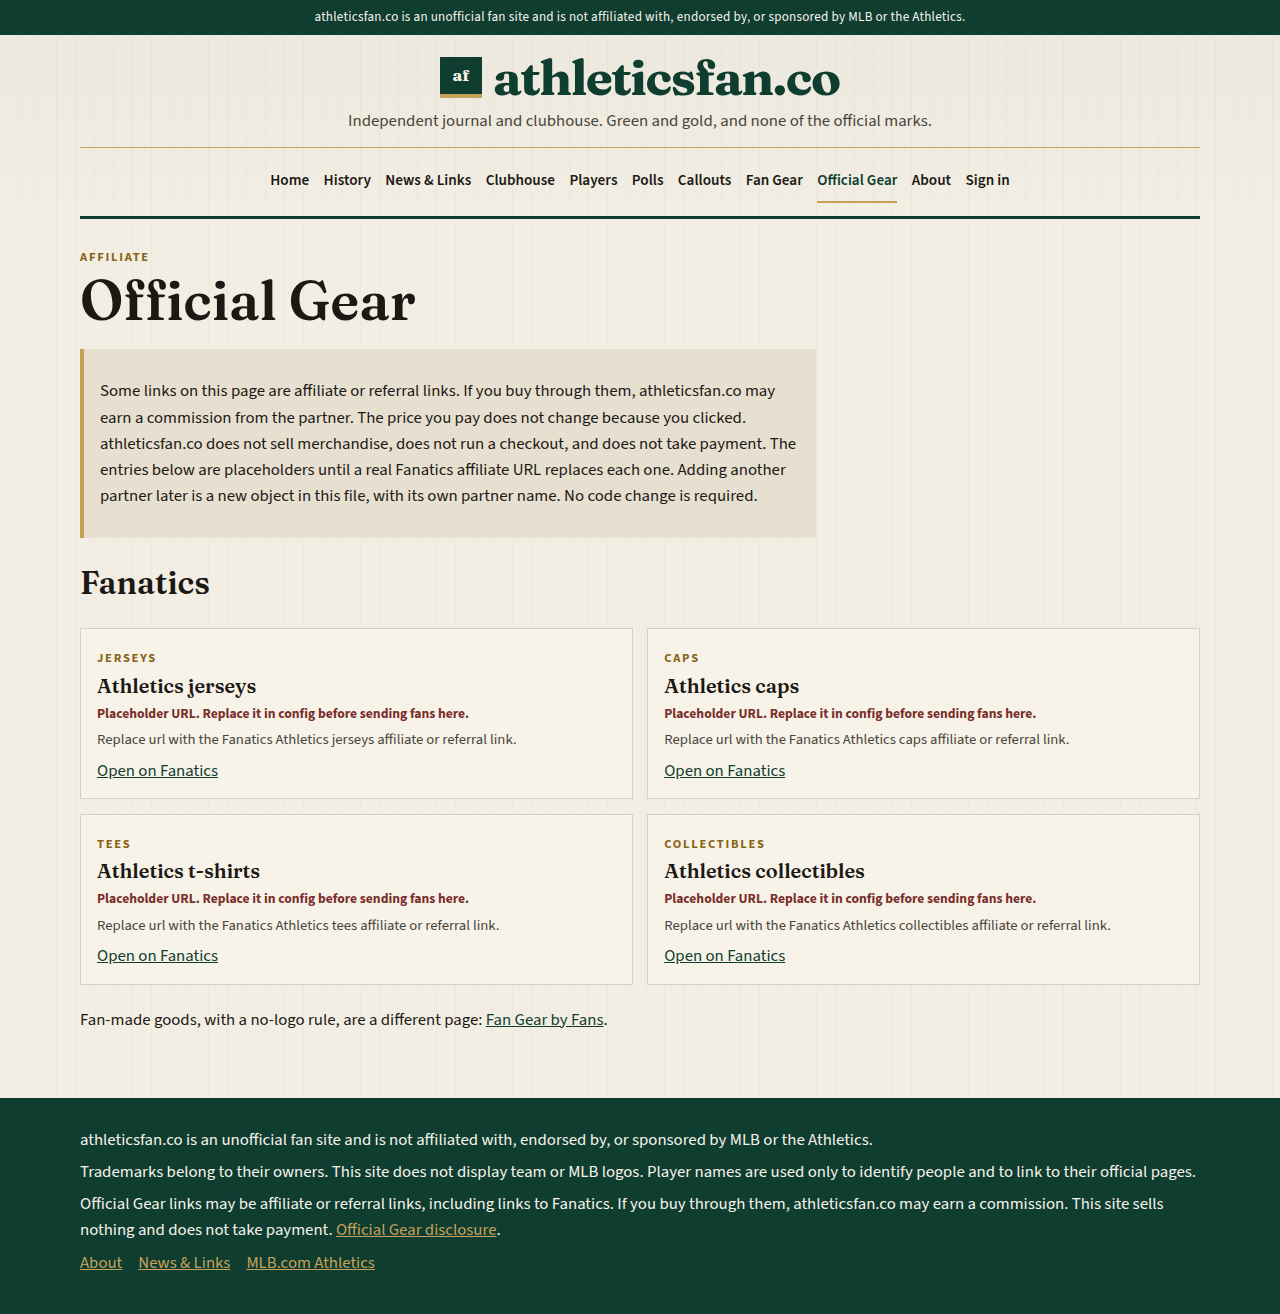 athleticsfan.co is an unofficial fan site and is not affiliated with, endorsed by, or sponsored by MLB or the Athletics.
af athleticsfan.co
Independent journal and clubhouse. Green and gold, and none of the official marks.
Home History News & Links Clubhouse Players Polls Callouts Fan Gear Official Gear About Sign in
AFFILIATE
Official Gear
Some links on this page are affiliate or referral links. If you buy through them, athleticsfan.co may
earn a commission from the partner. The price you pay does not change because you clicked.
athleticsfan.co does not sell merchandise, does not run a checkout, and does not take payment. The
entries below are placeholders until a real Fanatics affiliate URL replaces each one. Adding another
partner later is a new object in this file, with its own partner name. No code change is required.
Fanatics
JERSEYS
Athletics jerseys
Placeholder URL. Replace it in config before sending fans here.
Replace url with the Fanatics Athletics jerseys affiliate or referral link.
Open on Fanatics
CAPS
Athletics caps
Placeholder URL. Replace it in config before sending fans here.
Replace url with the Fanatics Athletics caps affiliate or referral link.
Open on Fanatics
TEES
Athletics t-shirts
Placeholder URL. Replace it in config before sending fans here.
Replace url with the Fanatics Athletics tees affiliate or referral link.
Open on Fanatics
COLLECTIBLES
Athletics collectibles
Placeholder URL. Replace it in config before sending fans here.
Replace url with the Fanatics Athletics collectibles affiliate or referral link.
Open on Fanatics
Fan-made goods, with a no-logo rule, are a different page: Fan Gear by Fans.
athleticsfan.co is an unofficial fan site and is not affiliated with, endorsed by, or sponsored by MLB or the Athletics.
Trademarks belong to their owners. This site does not display team or MLB logos. Player names are used only to identify people and to link to their official pages.
Official Gear links may be affiliate or referral links, including links to Fanatics. If you buy through them, athleticsfan.co may earn a commission. This site sells
nothing and does not take payment. Official Gear disclosure.
About News & Links MLB.com Athletics